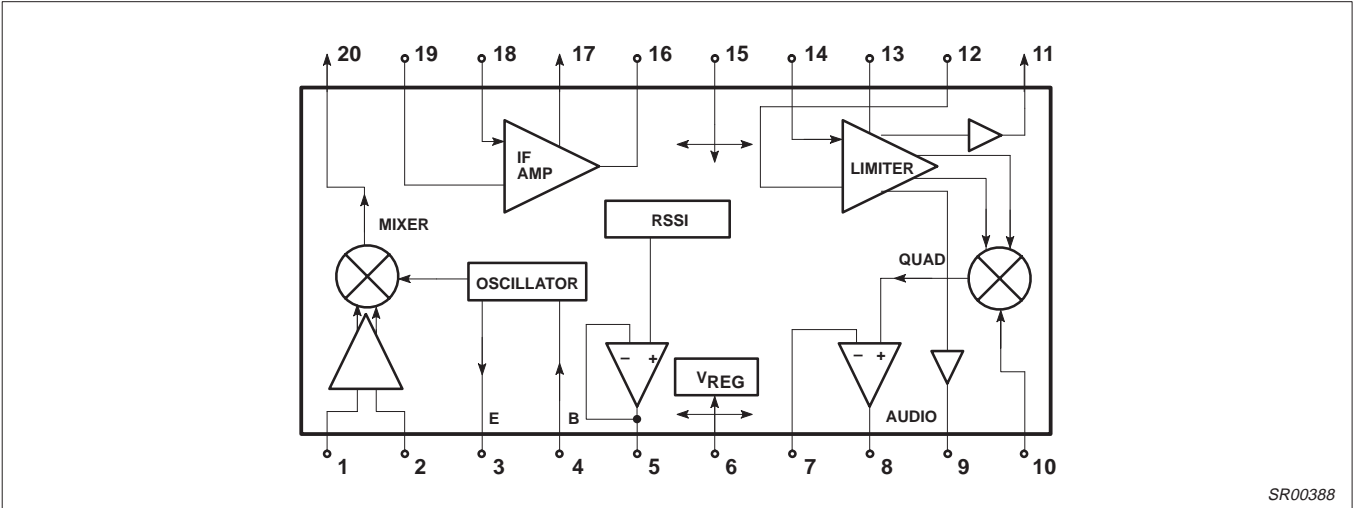 20 19 18 17 16 15 14 13 12 11
IF
AMP
LIMITER
RSSI
MIXER
QUAD
OSCILLATOR
– +
– +
VREG
E B AUDIO
1 2 3 4 5 6 7 8 9 10
SR00388